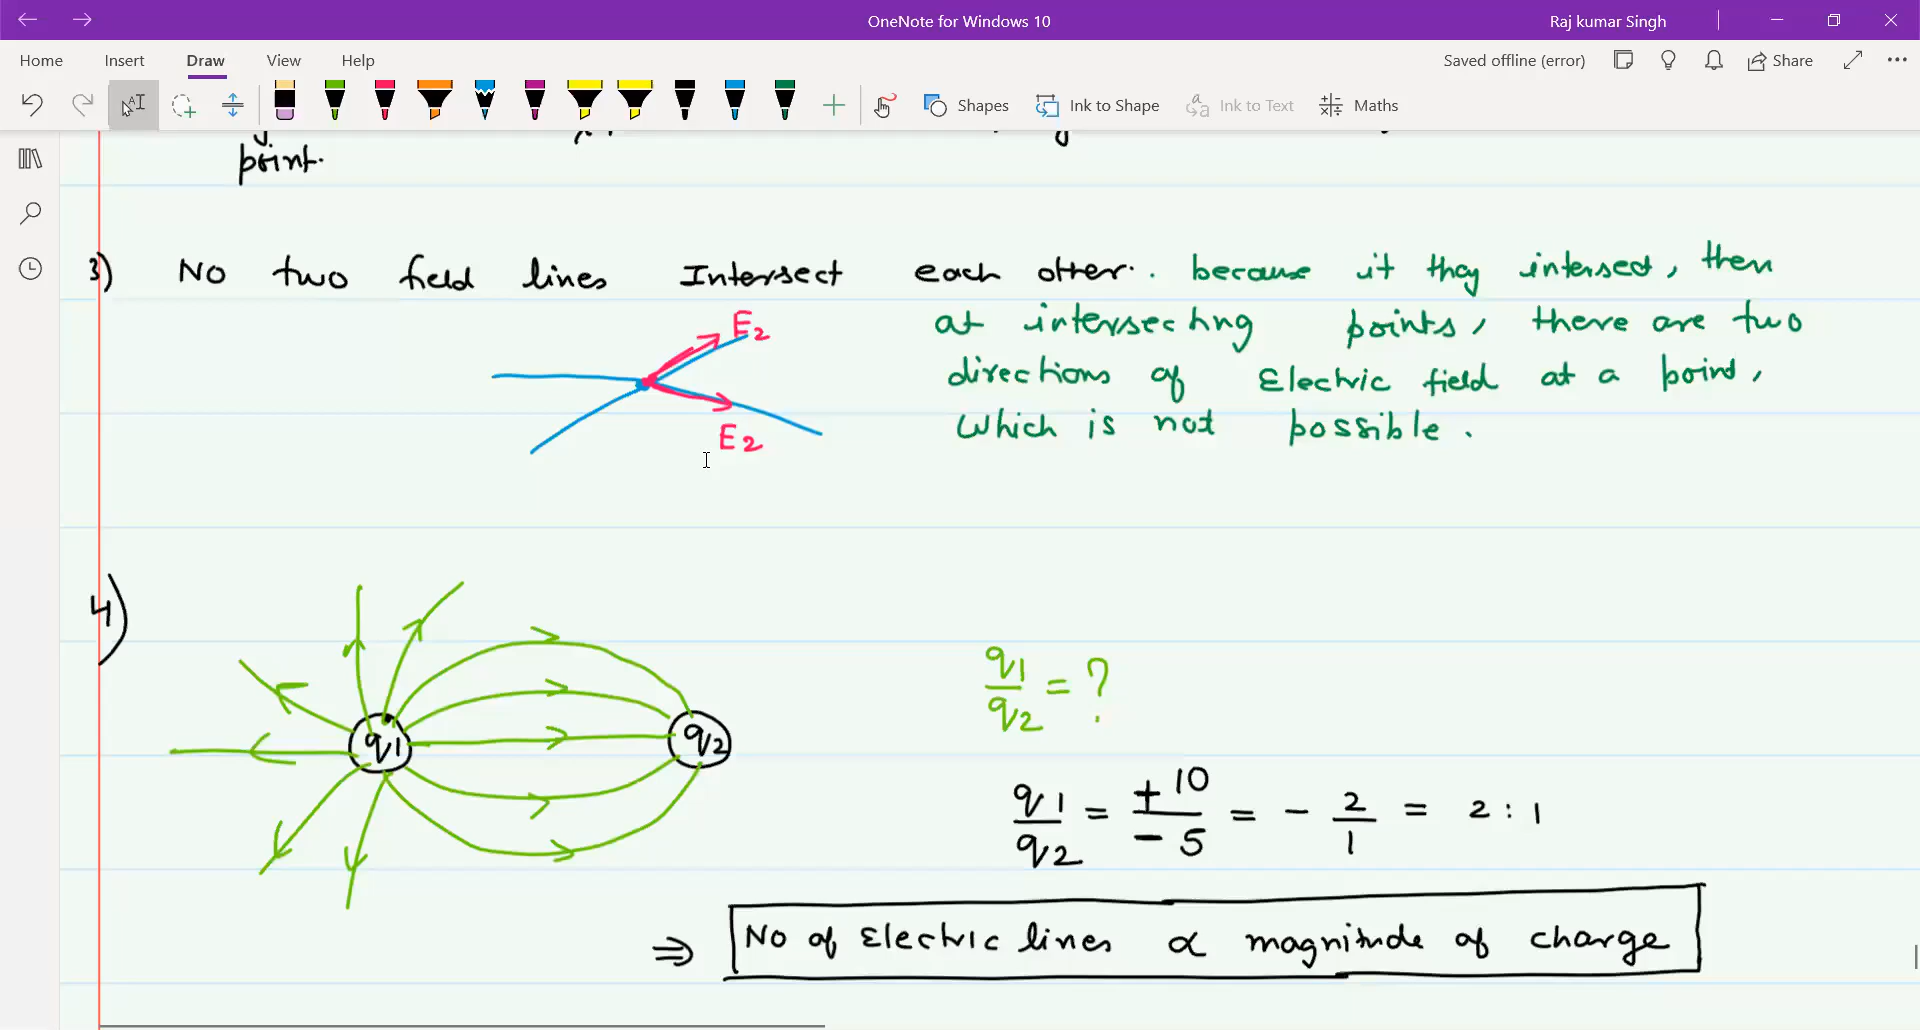 OneNote for Windows 10
Raj kumar Singh
Home Insert Draw View Help
Saved offline (error)
Share
Shapes
Ink to Shape
Ink to Text
Maths
point.
3) No two field lines Intersect each otter. because it they intersect, then
at intersecting points, there are two
directions of Electric field at a point,
which is not possible.
E2
E2
4)
q1
q2
q1/q2 = ?
q1/q2 = +10/-5 = - 2/1 = 2:1
⇒ No of Electric lines ∝ magnitude of charge